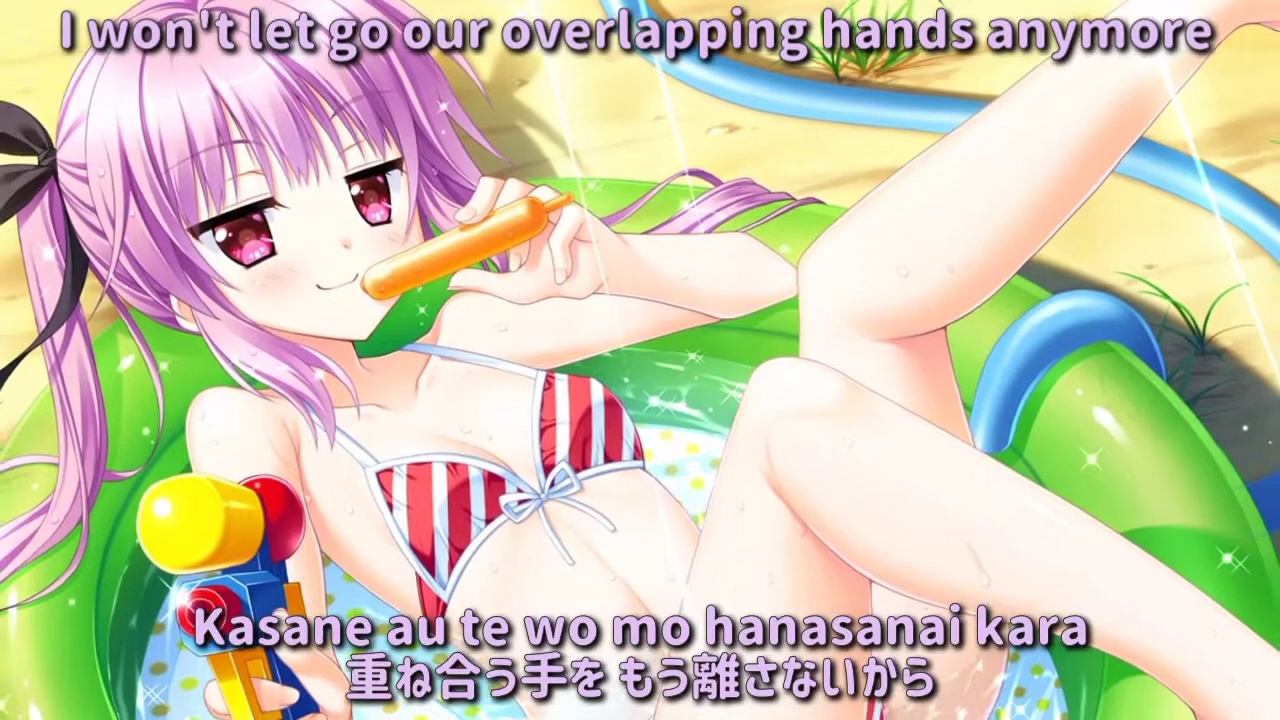 I won't let go our overlapping hands anymore
Kasane au te wo mo hanasanai kara
重ね合う手を もう離さないから